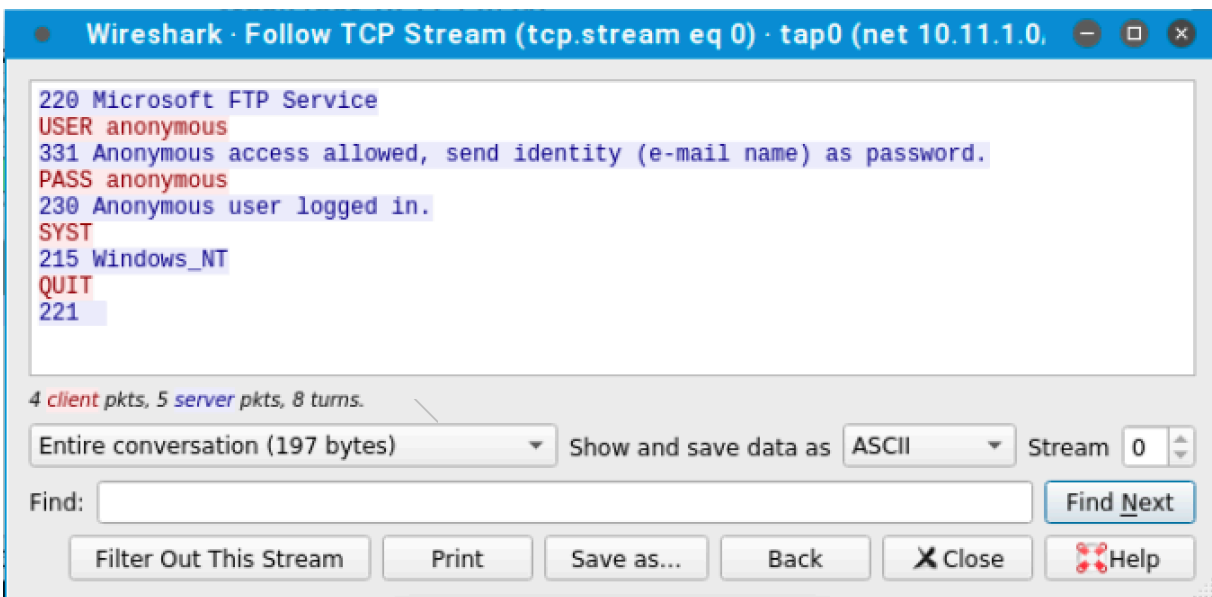 Wireshark · Follow TCP Stream (tcp.stream eq 0) · tap0 (net 10.11.1.0,
220 Microsoft FTP Service
USER anonymous
331 Anonymous access allowed, send identity (e-mail name) as password.
PASS anonymous
230 Anonymous user logged in.
SYST
215 Windows_NT
QUIT
221
4 client pkts, 5 server pkts, 8 turns.
Entire conversation (197 bytes) Show and save data as ASCII Stream 0
Find: Find Next
Filter Out This Stream Print Save as... Back Close Help